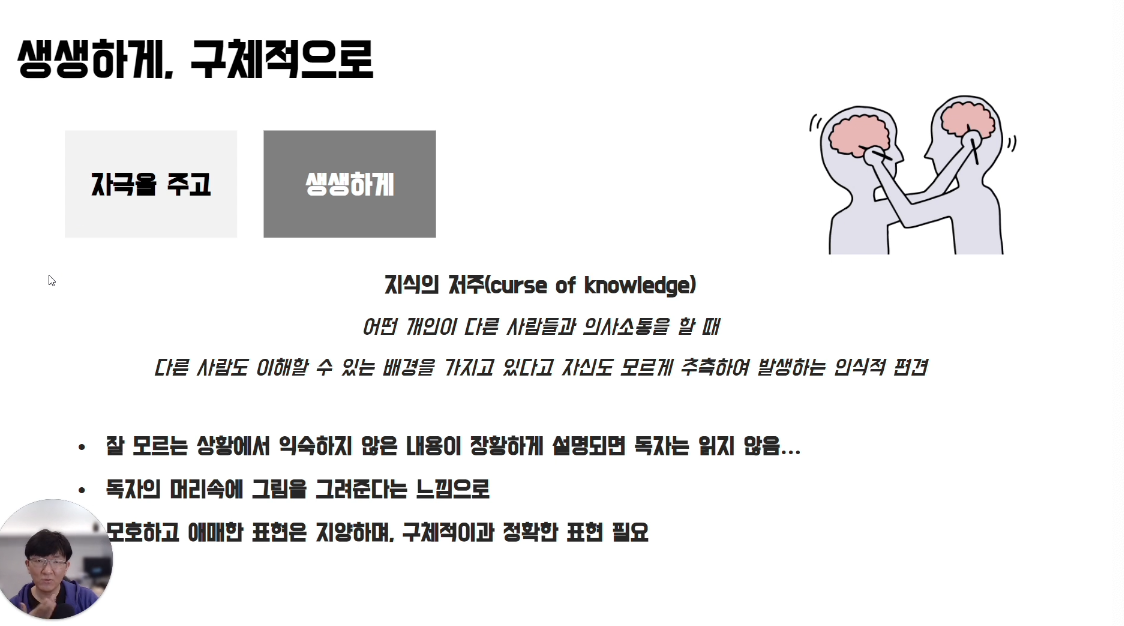 생생하게, 구체적으로
자극을 주고
생생하게
지식의 저주(curse of knowledge)
어떤 개인이 다른 사람들과 의사소통을 할 때
다른 사람도 이해할 수 있는 배경을 가지고 있다고 자신도 모르게 추측하여 발생하는 인식적 편견
• 잘 모르는 상황에서 익숙하지 않은 내용이 장황하게 설명되면 독자는 읽지 않음...
• 독자의 머리속에 그림을 그려준다는 느낌으로
모호하고 애매한 표현은 지양하며, 구체적이과 정확한 표현 필요